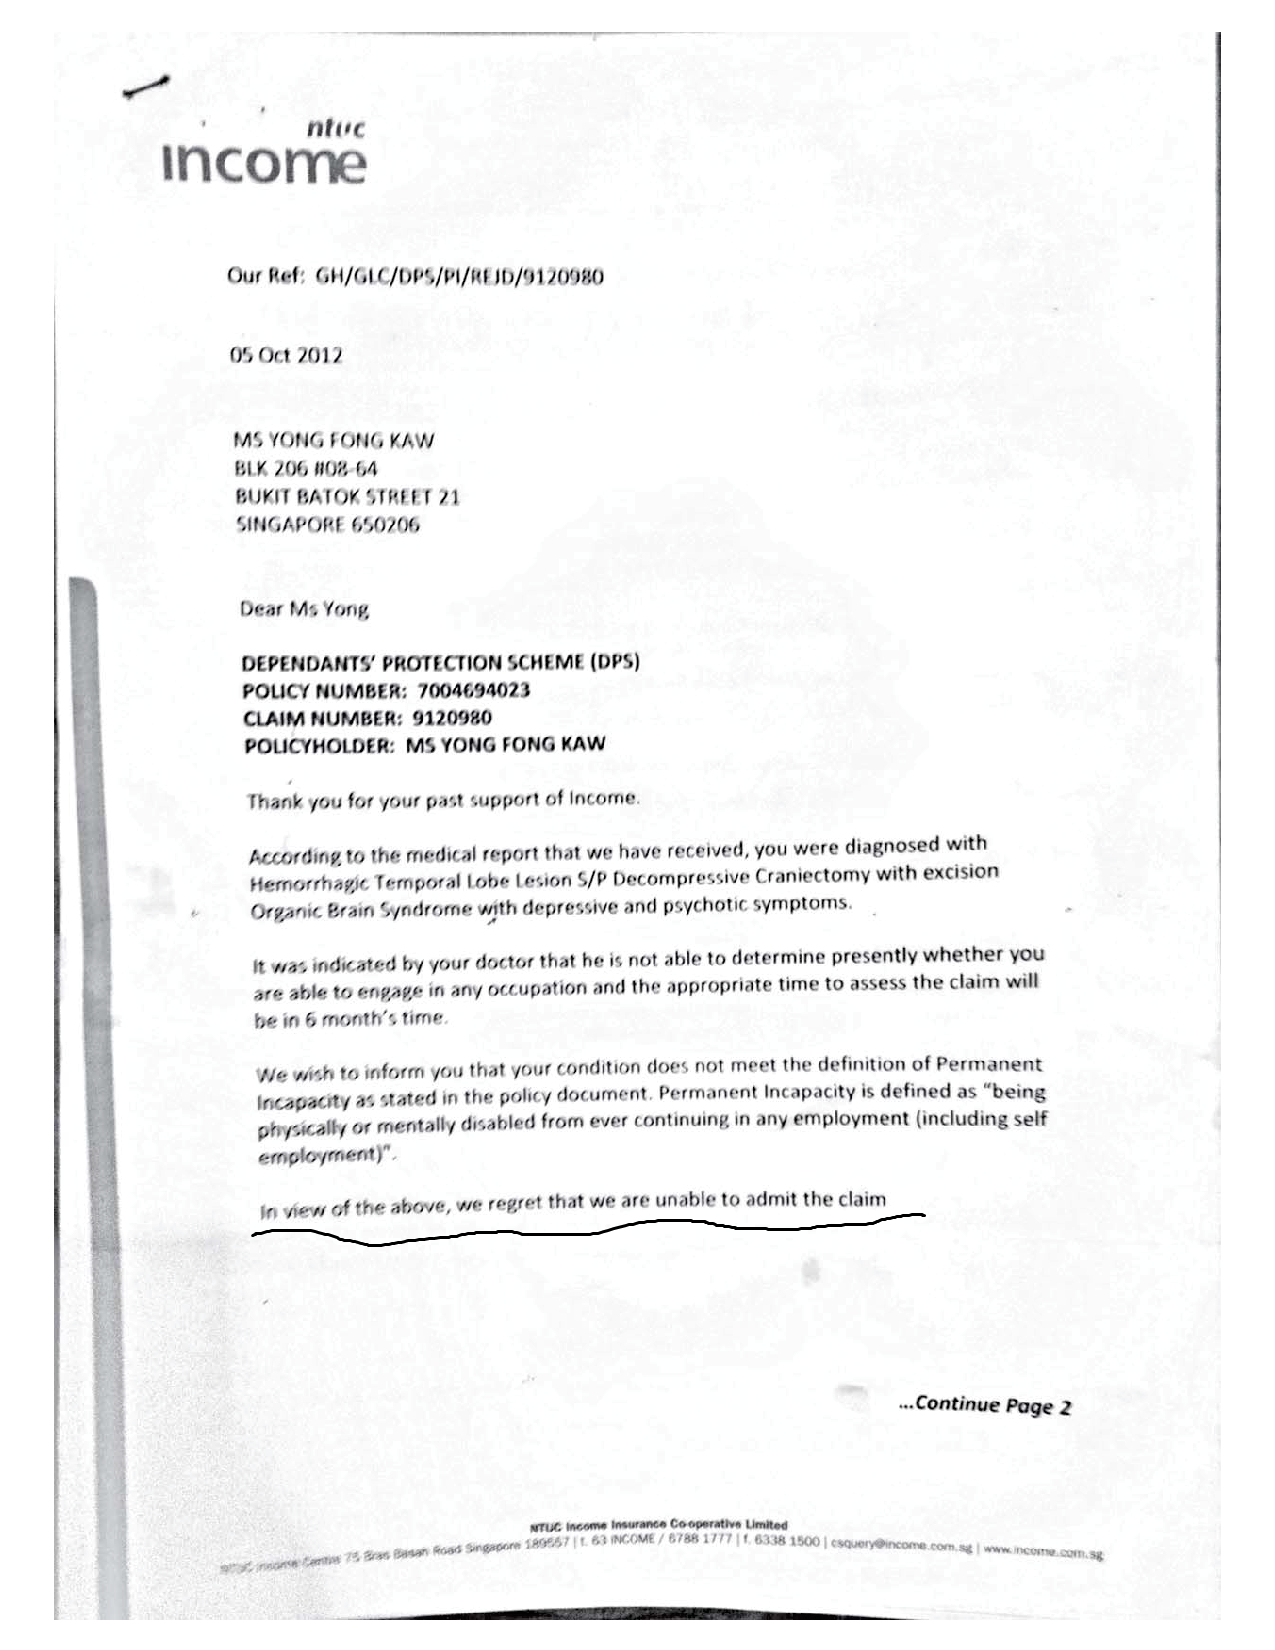 ntuc
income
Our Ref: GH/GLC/DPS/PI/REJD/9120980
05 Oct 2012
MS YONG FONG KAW
BLK 206 #08-64
BUKIT BATOK STREET 21
SINGAPORE 650206
Dear Ms Yong
DEPENDANTS' PROTECTION SCHEME (DPS)
POLICY NUMBER: 7004694023
CLAIM NUMBER: 9120980
POLICYHOLDER: MS YONG FONG KAW
Thank you for your past support of Income.
According to the medical report that we have received, you were diagnosed with
Hemorrhagic Temporal Lobe Lesion S/P Decompressive Craniectomy with excision
Organic Brain Syndrome with depressive and psychotic symptoms.
It was indicated by your doctor that he is not able to determine presently whether you
are able to engage in any occupation and the appropriate time to assess the claim will
be in 6 month's time.
We wish to inform you that your condition does not meet the definition of Permanent
Incapacity as stated in the policy document. Permanent Incapacity is defined as "being
physically or mentally disabled from ever continuing in any employment (including self
employment)".
In view of the above, we regret that we are unable to admit the claim
...Continue Page 2
NTUC Income Insurance Co-operative Limited
NTUC Income Centre 75 Bras Basah Road Singapore 189557 | t. 63 INCOME / 6788 1777 | f. 6338 1500 | csquery@income.com.sg | www.income.com.sg